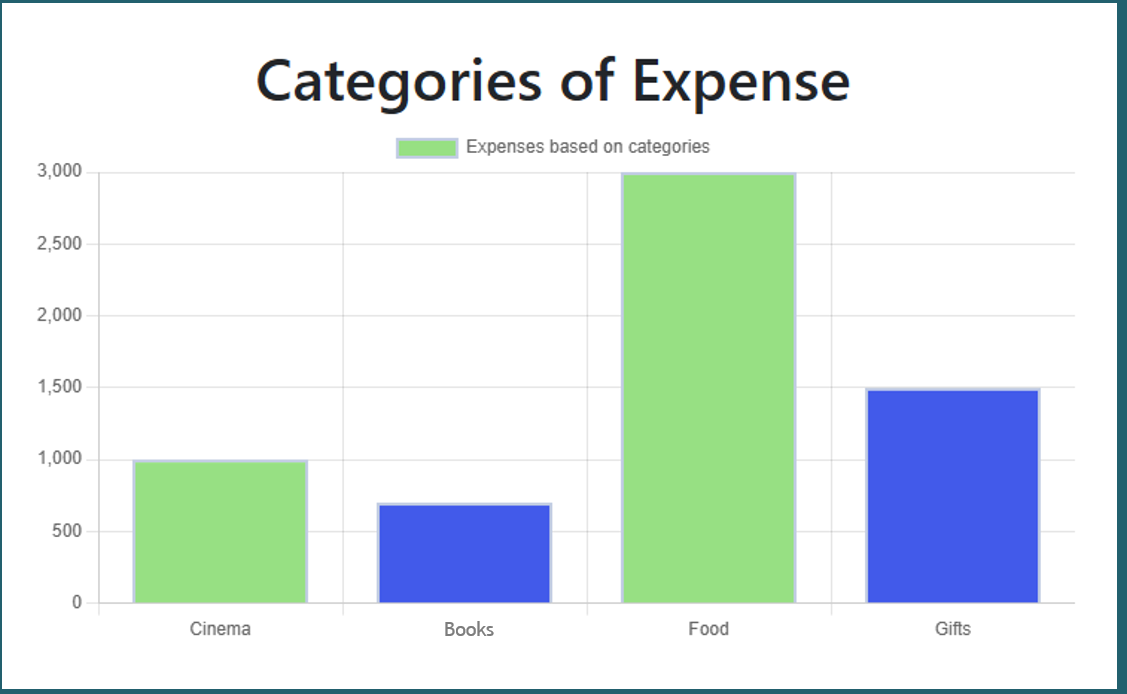 Categories of Expense
Expenses based on categories
3,000
2,500
2,000
1,500
1,000
500
0
Cinema Books Food Gifts